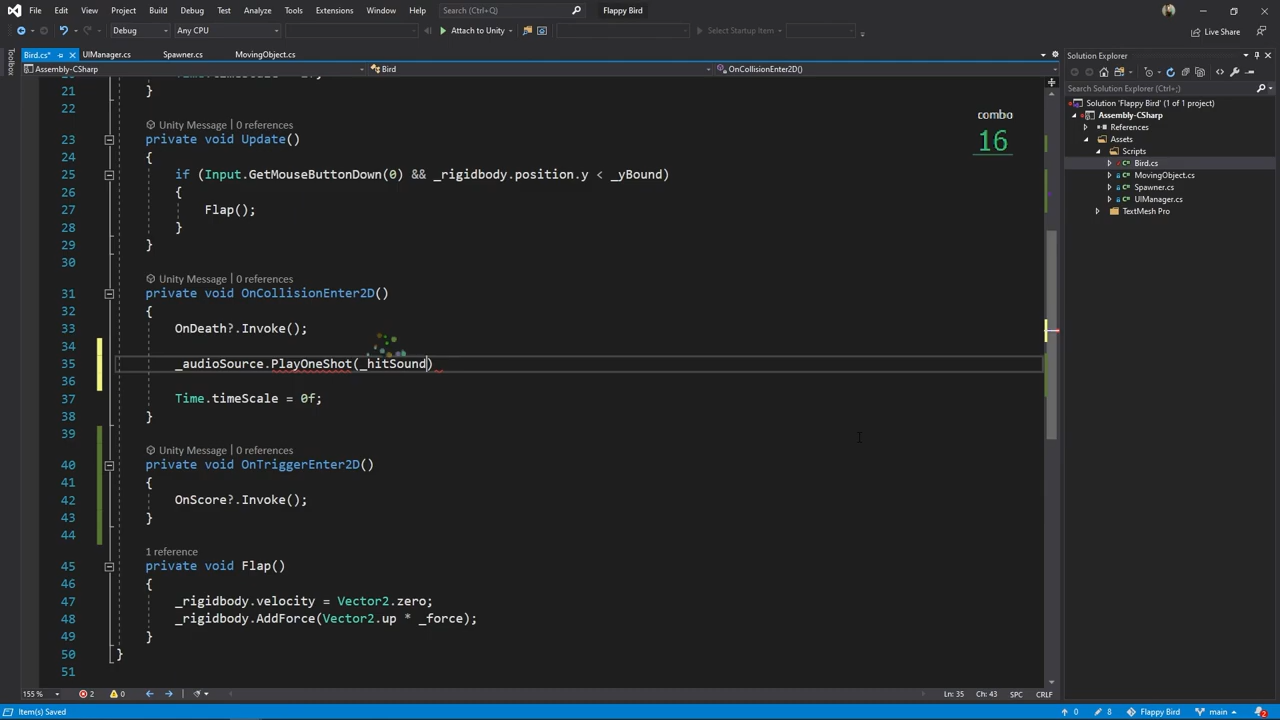 File Edit View Git Project Build Debug Test Analyze Tools Extensions Window Help Search (Ctrl+Q) Flappy Bird
Debug Any CPU Attach to Unity Select Startup Item Live Share
Toolbox
Bird.cs* UIManager.cs Spawner.cs MovingObject.cs
Assembly-CSharp Bird OnCollisionEnter2D()
21 }
22
Unity Message | 0 references
23 private void Update()
24 {
25 if (Input.GetMouseButtonDown(0) && _rigidbody.position.y < _yBound)
26 {
27 Flap();
28 }
29 }
30
Unity Message | 0 references
31 private void OnCollisionEnter2D()
32 {
33 OnDeath?.Invoke();
34
35 _audioSource.PlayOneShot(_hitSound)
36
37 Time.timeScale = 0f;
38 }
39
Unity Message | 0 references
40 private void OnTriggerEnter2D()
41 {
42 OnScore?.Invoke();
43 }
44
1 reference
45 private void Flap()
46 {
47 _rigidbody.velocity = Vector2.zero;
48 _rigidbody.AddForce(Vector2.up * _force);
49 }
50 }
51
combo
16
Solution Explorer
Search Solution Explorer (Ctrl+;)
Solution 'Flappy Bird' (1 of 1 project)
Assembly-CSharp
References
Assets
Scripts
Bird.cs
MovingObject.cs
Spawner.cs
UIManager.cs
TextMesh Pro
155 % 2 0 Ln: 35 Ch: 43 SPC CRLF
Item(s) Saved 0 8 Flappy Bird main 2